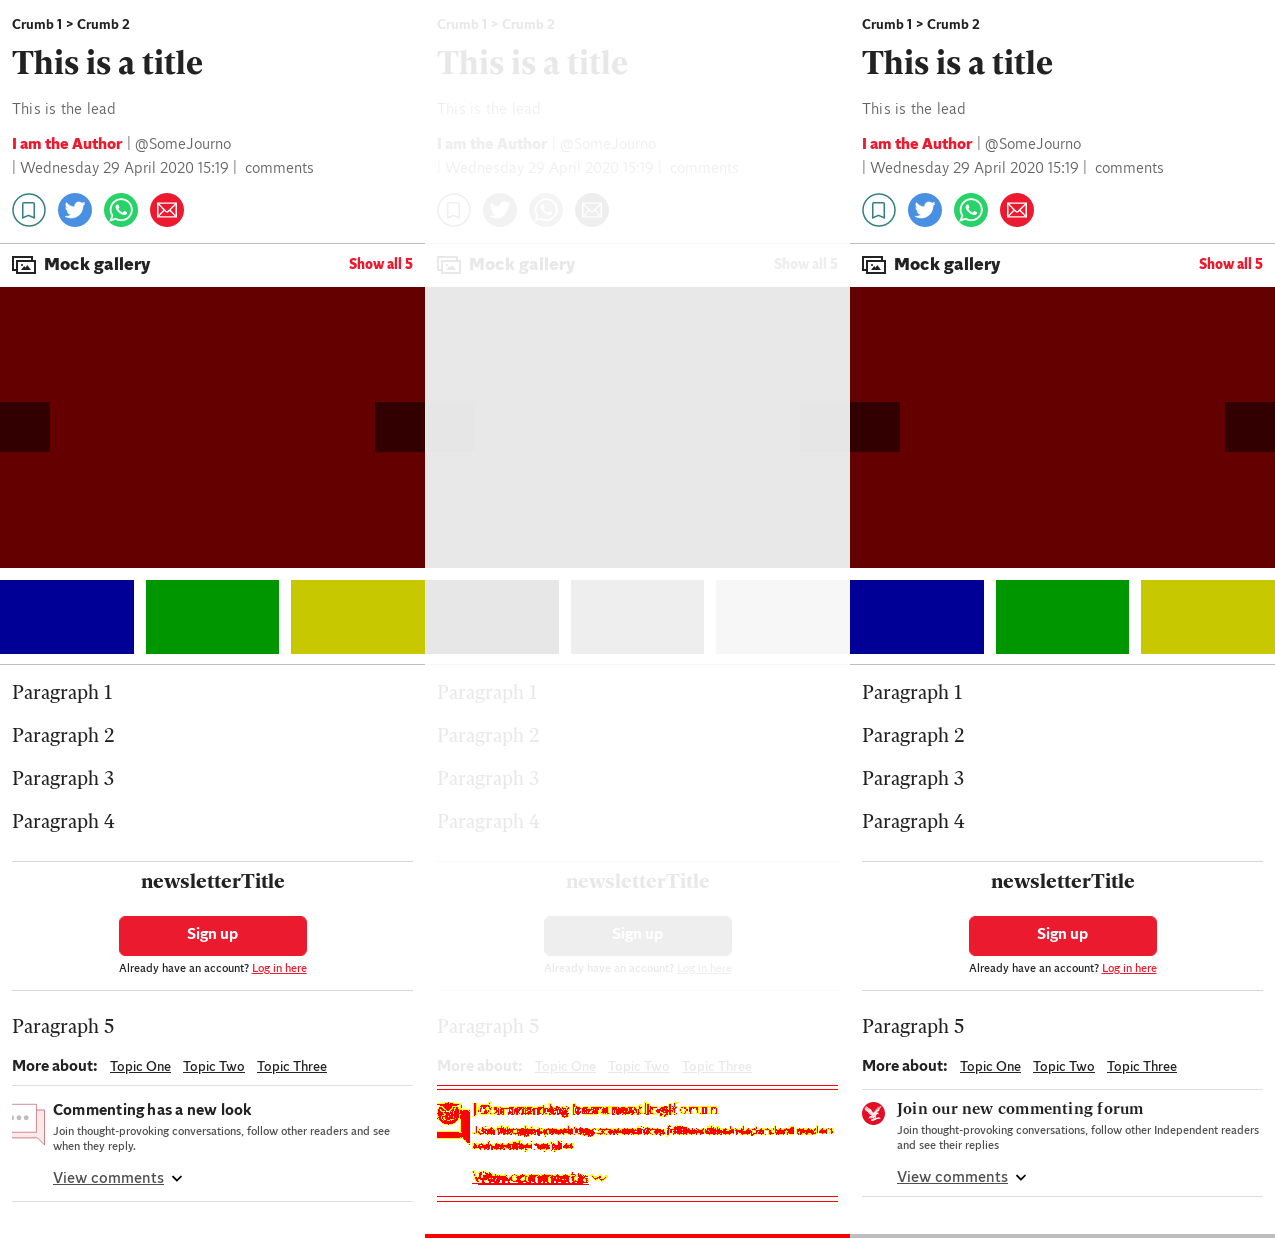 Crumb 1 > Crumb 2
This is a title
This is the lead
I am the Author | @SomeJourno
| Wednesday 29 April 2020 15:19 | comments
Mock gallery
Show all 5
Paragraph 1
Paragraph 2
Paragraph 3
Paragraph 4
newsletterTitle
Sign up
Already have an account? Log in here
Paragraph 5
More about: Topic One Topic Two Topic Three
Commenting has a new look
Join thought-provoking conversations, follow other readers and see
when they reply.
View comments
Crumb 1 > Crumb 2
This is a title
This is the lead
I am the Author | @SomeJourno
| Wednesday 29 April 2020 15:19 | comments
Mock gallery
Show all 5
Paragraph 1
Paragraph 2
Paragraph 3
Paragraph 4
newsletterTitle
Sign up
Already have an account? Log in here
Paragraph 5
More about: Topic One Topic Two Topic Three
Crumb 1 > Crumb 2
This is a title
This is the lead
I am the Author | @SomeJourno
| Wednesday 29 April 2020 15:19 | comments
Mock gallery
Show all 5
Paragraph 1
Paragraph 2
Paragraph 3
Paragraph 4
newsletterTitle
Sign up
Already have an account? Log in here
Paragraph 5
More about: Topic One Topic Two Topic Three
Join our new commenting forum
Join thought-provoking conversations, follow other Independent readers
and see their replies
View comments